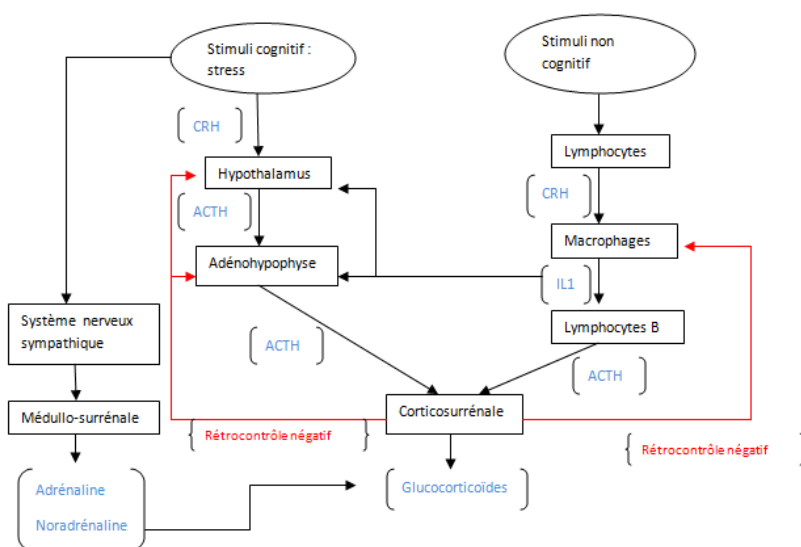 Stimuli cognitif :
stress
Stimuli non
cognitif
CRH
Lymphocytes
Hypothalamus
CRH
ACTH
Macrophages
Adénohypophyse
IL1
Système nerveux
sympathique
Lymphocytes B
ACTH
ACTH
Médullo-surrénale
Corticosurrénale
Rétrocontrôle négatif
Rétrocontrôle négatif
Adrénaline
Noradrénaline
Glucocorticoïdes